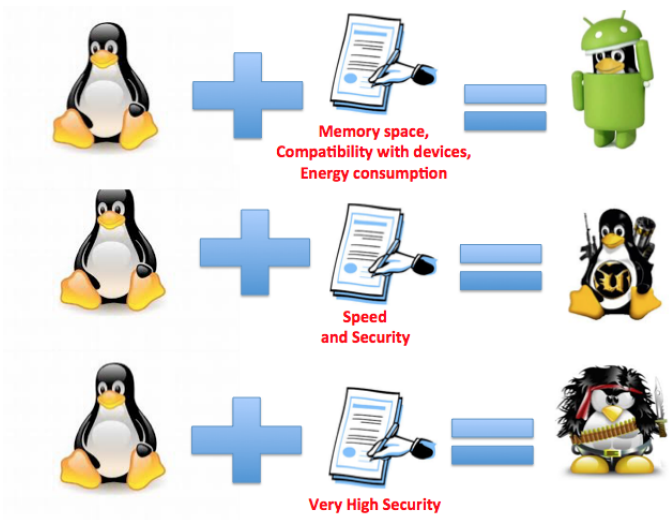 Memory space,
Compatibility with devices,
Energy consumption
Speed
and Security
Very High Security